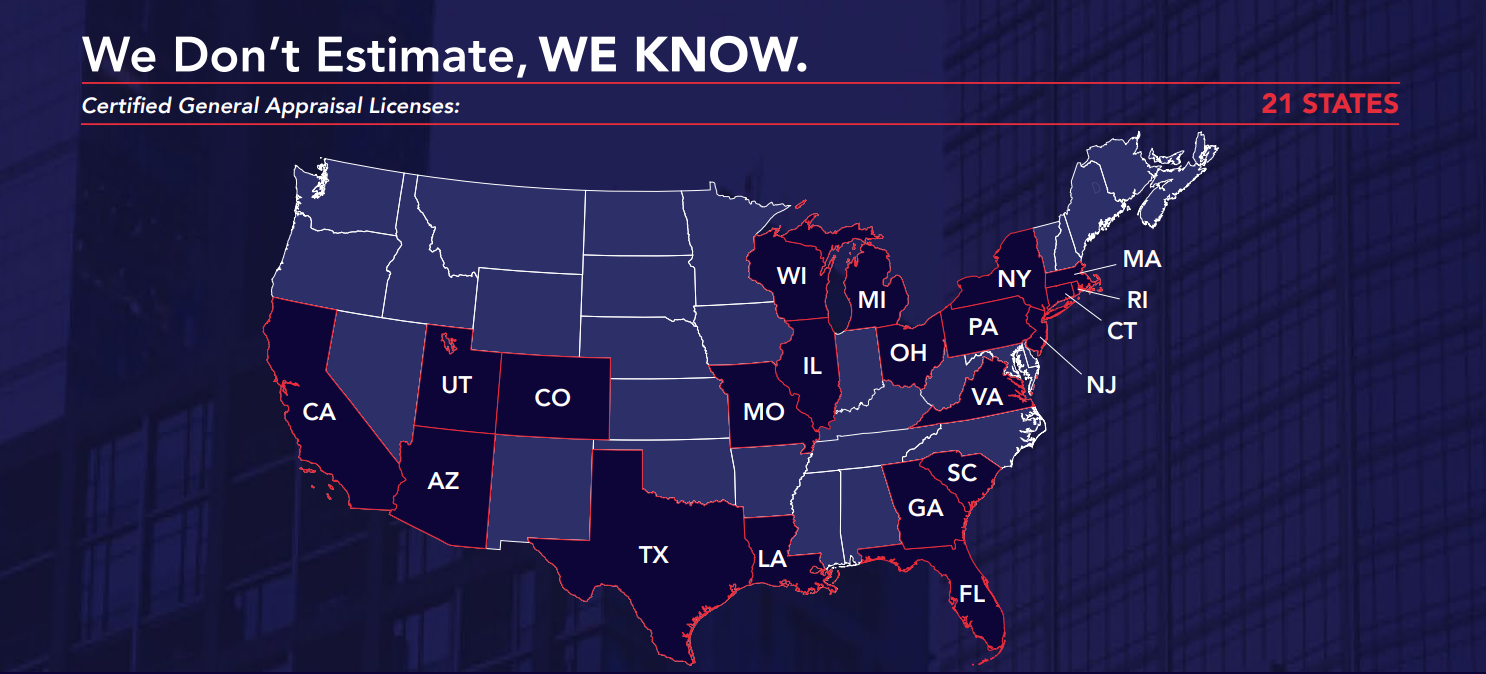 We Don't Estimate, WE KNOW.
Certified General Appraisal Licenses:
21 STATES
MA
WI
NY
MI
RI
PA
CT
OH
IL
UT
NJ
CO
VA
CA
MO
SC
AZ
GA
TX
LA
FL